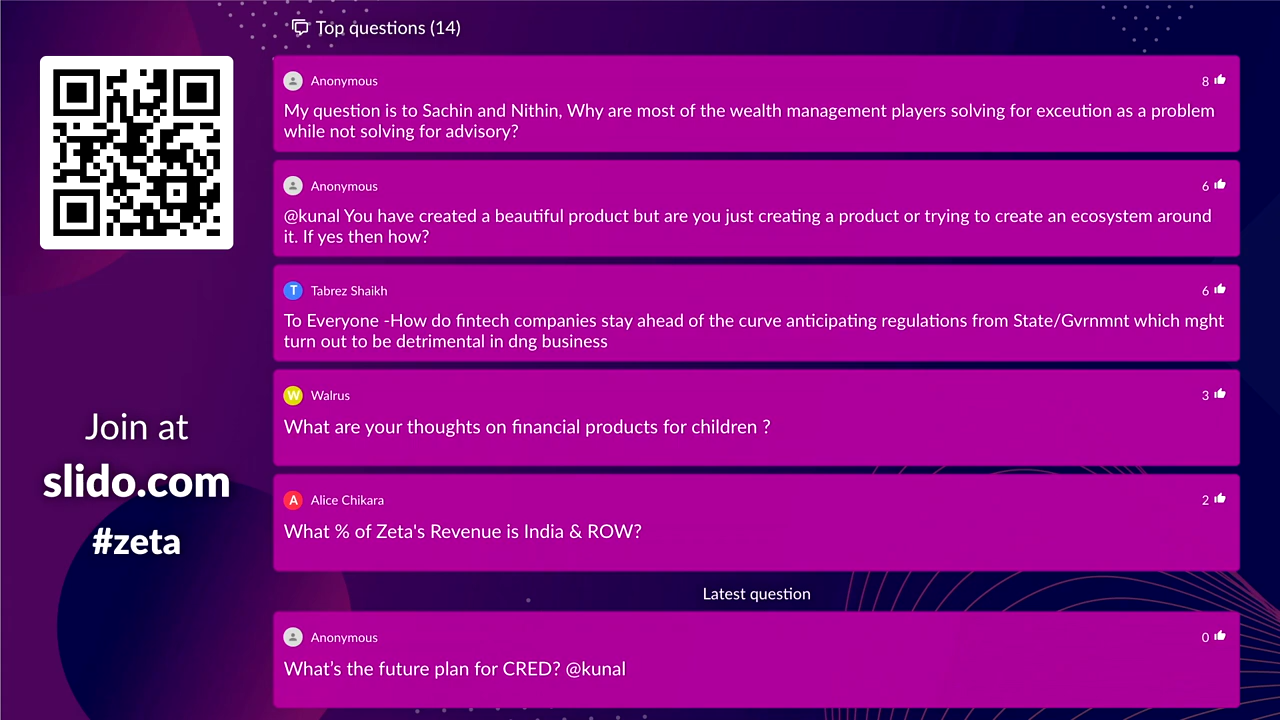 Top questions (14)
Anonymous
8
My question is to Sachin and Nithin, Why are most of the wealth management players solving for exceution as a problem
while not solving for advisory?
Anonymous
6
@kunal You have created a beautiful product but are you just creating a product or trying to create an ecosystem around
it. If yes then how?
T
Tabrez Shaikh
6
To Everyone -How do fintech companies stay ahead of the curve anticipating regulations from State/Gvrnmnt which mght
turn out to be detrimental in dng business
W
Walrus
3
What are your thoughts on financial products for children ?
A
Alice Chikara
2
What % of Zeta's Revenue is India & ROW?
Latest question
Anonymous
0
What's the future plan for CRED? @kunal
Join at
slido.com
#zeta